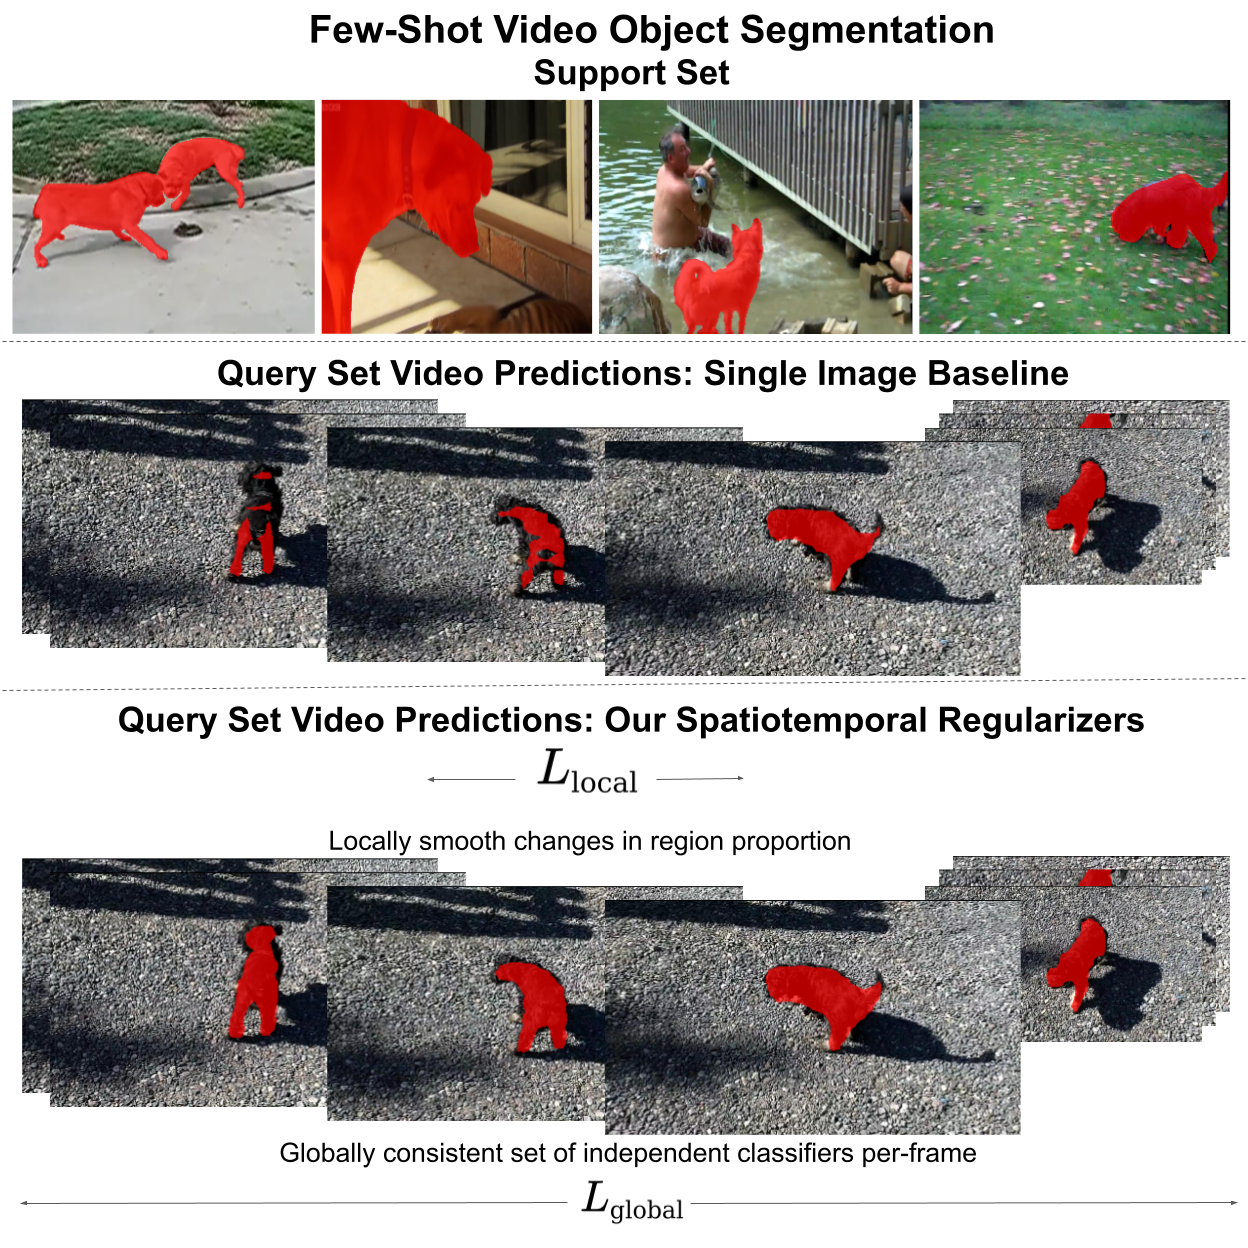 Few-Shot Video Object Segmentation
Support Set
Query Set Video Predictions: Single Image Baseline
Query Set Video Predictions: Our Spatiotemporal Regularizers
L_local
Locally smooth changes in region proportion
Globally consistent set of independent classifiers per-frame
L_global